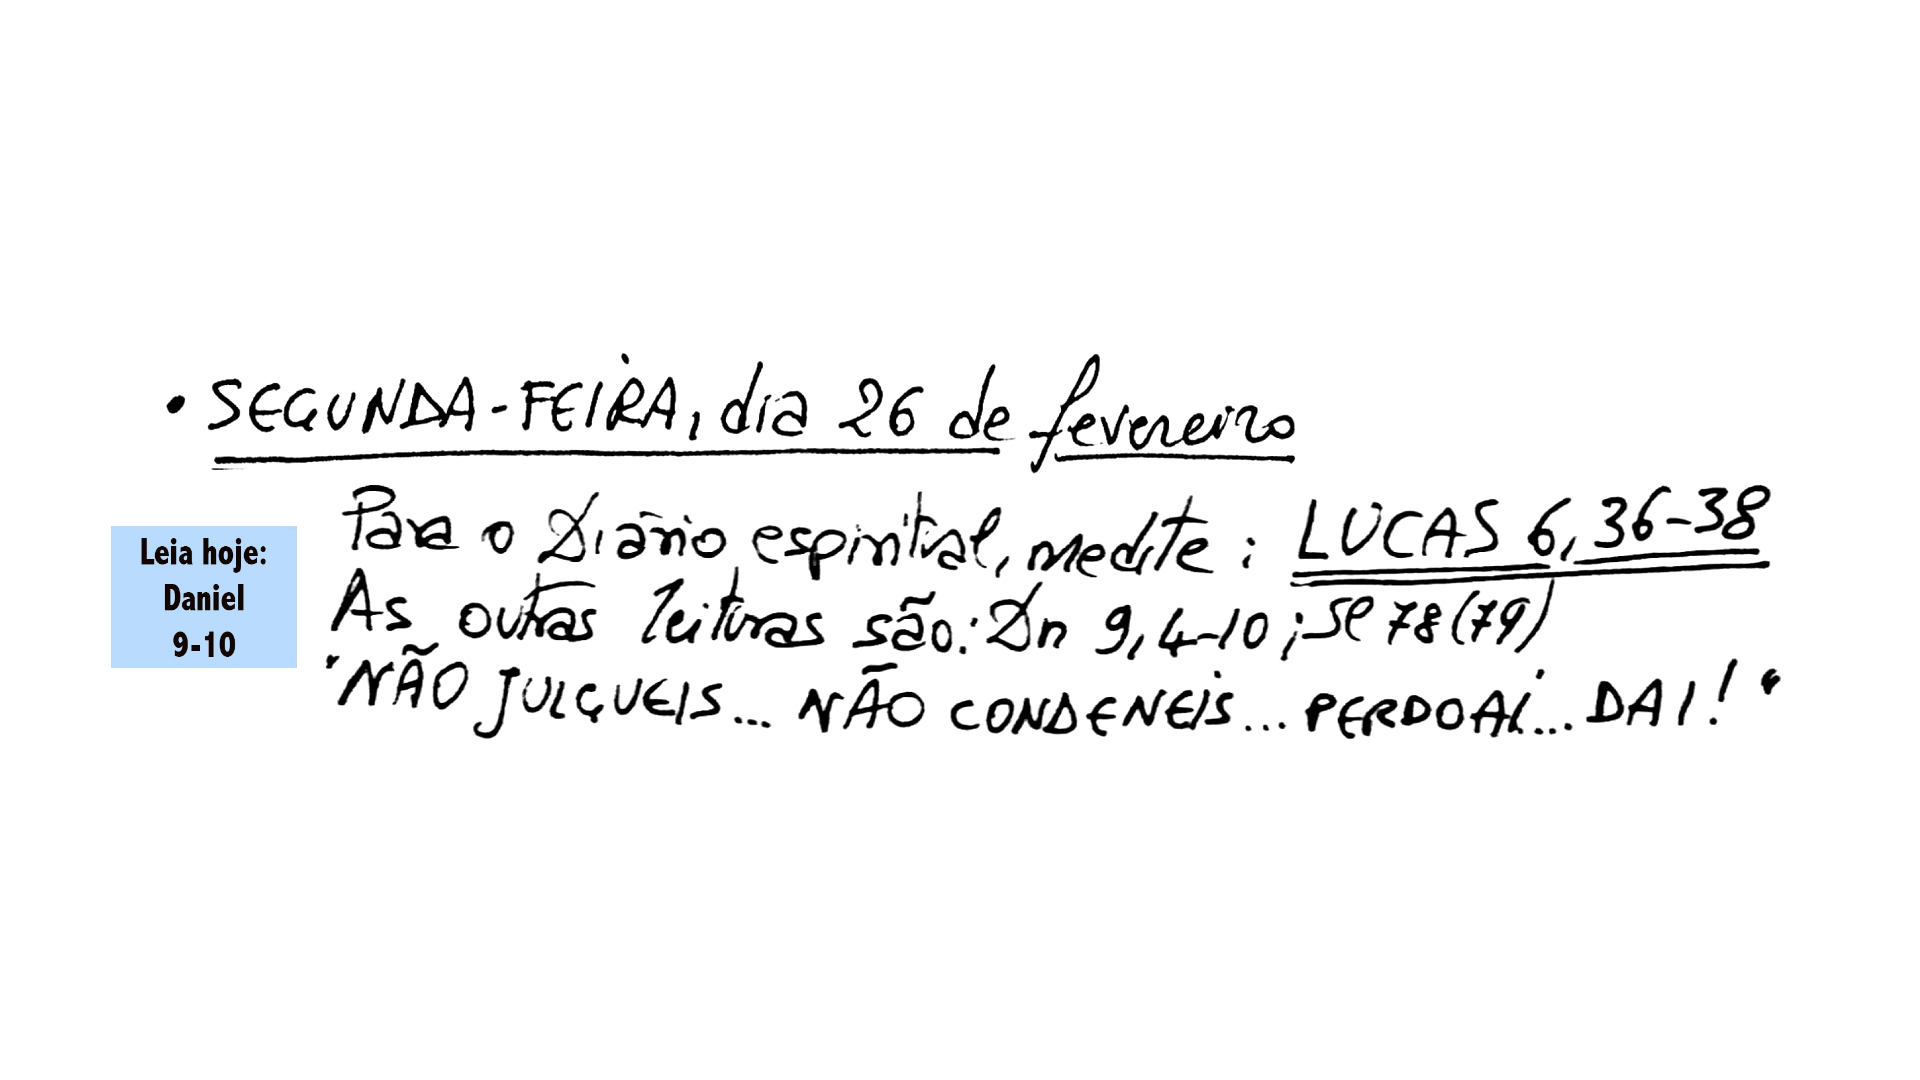 • SEGUNDA-FEIRA, dia 26 de fevereiro
Para o Diário espiritual, medite: LUCAS 6, 36-38
As outras leituras são: Dn 9, 4-10; Sl 78(79)
"NÃO JULGUEIS... NÃO CONDENEIS... PERDOAI... DAI!"
Leia hoje:
Daniel
9-10